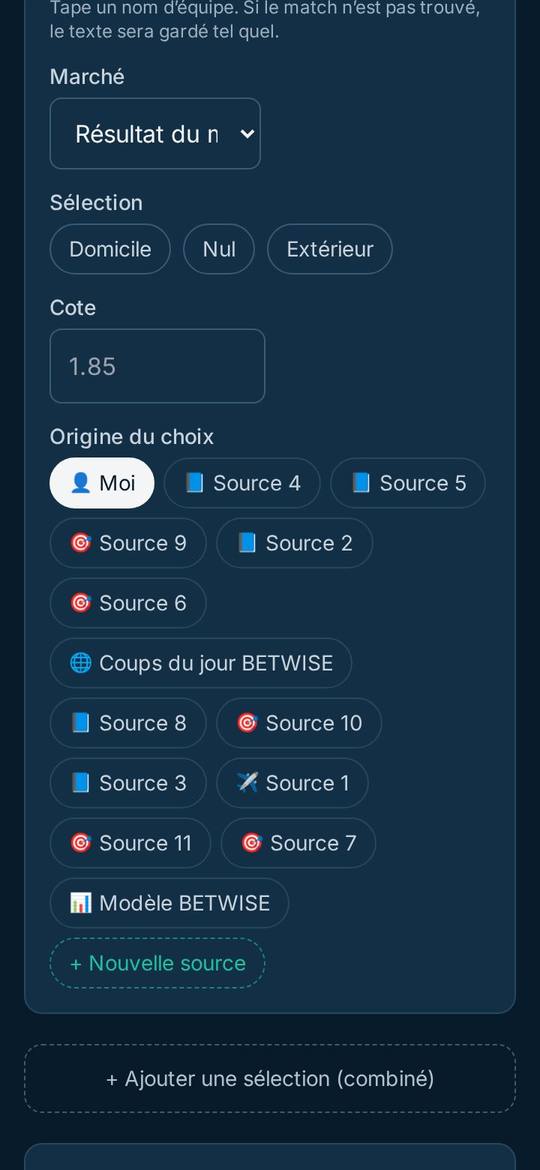 Tape un nom d’équipe. Si le match n’est pas trouvé,
le texte sera gardé tel quel.
Marché
Résultat du
Sélection
Domicile Nul Extérieur
Cote
1.85
Origine du choix
Moi Source 4 Source 5
Source 9 Source 2
Source 6
Coups du jour BETWISE
Source 8 Source 10
Source 3 Source 1
Source 11 Source 7
Modèle BETWISE
+ Nouvelle source
+ Ajouter une sélection (combiné)